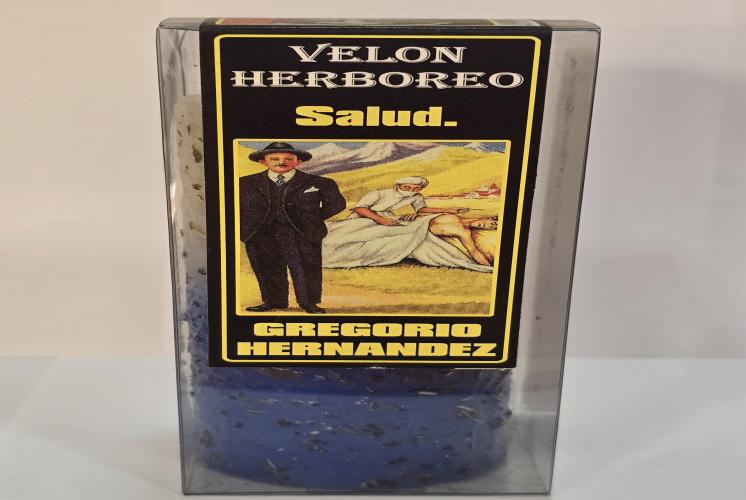 VELON
HERBOREO
Salud.
GREGORIO
HERNANDEZ